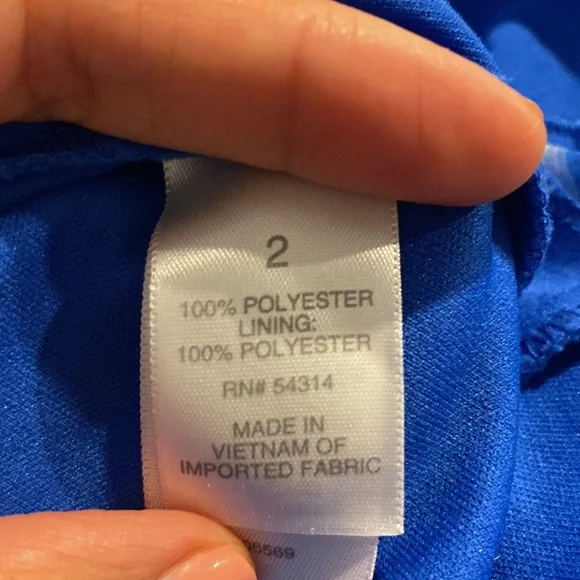 2
100% POLYESTER
LINING:
100% POLYESTER
RN# 54314
MADE IN
VIETNAM OF
IMPORTED FABRIC